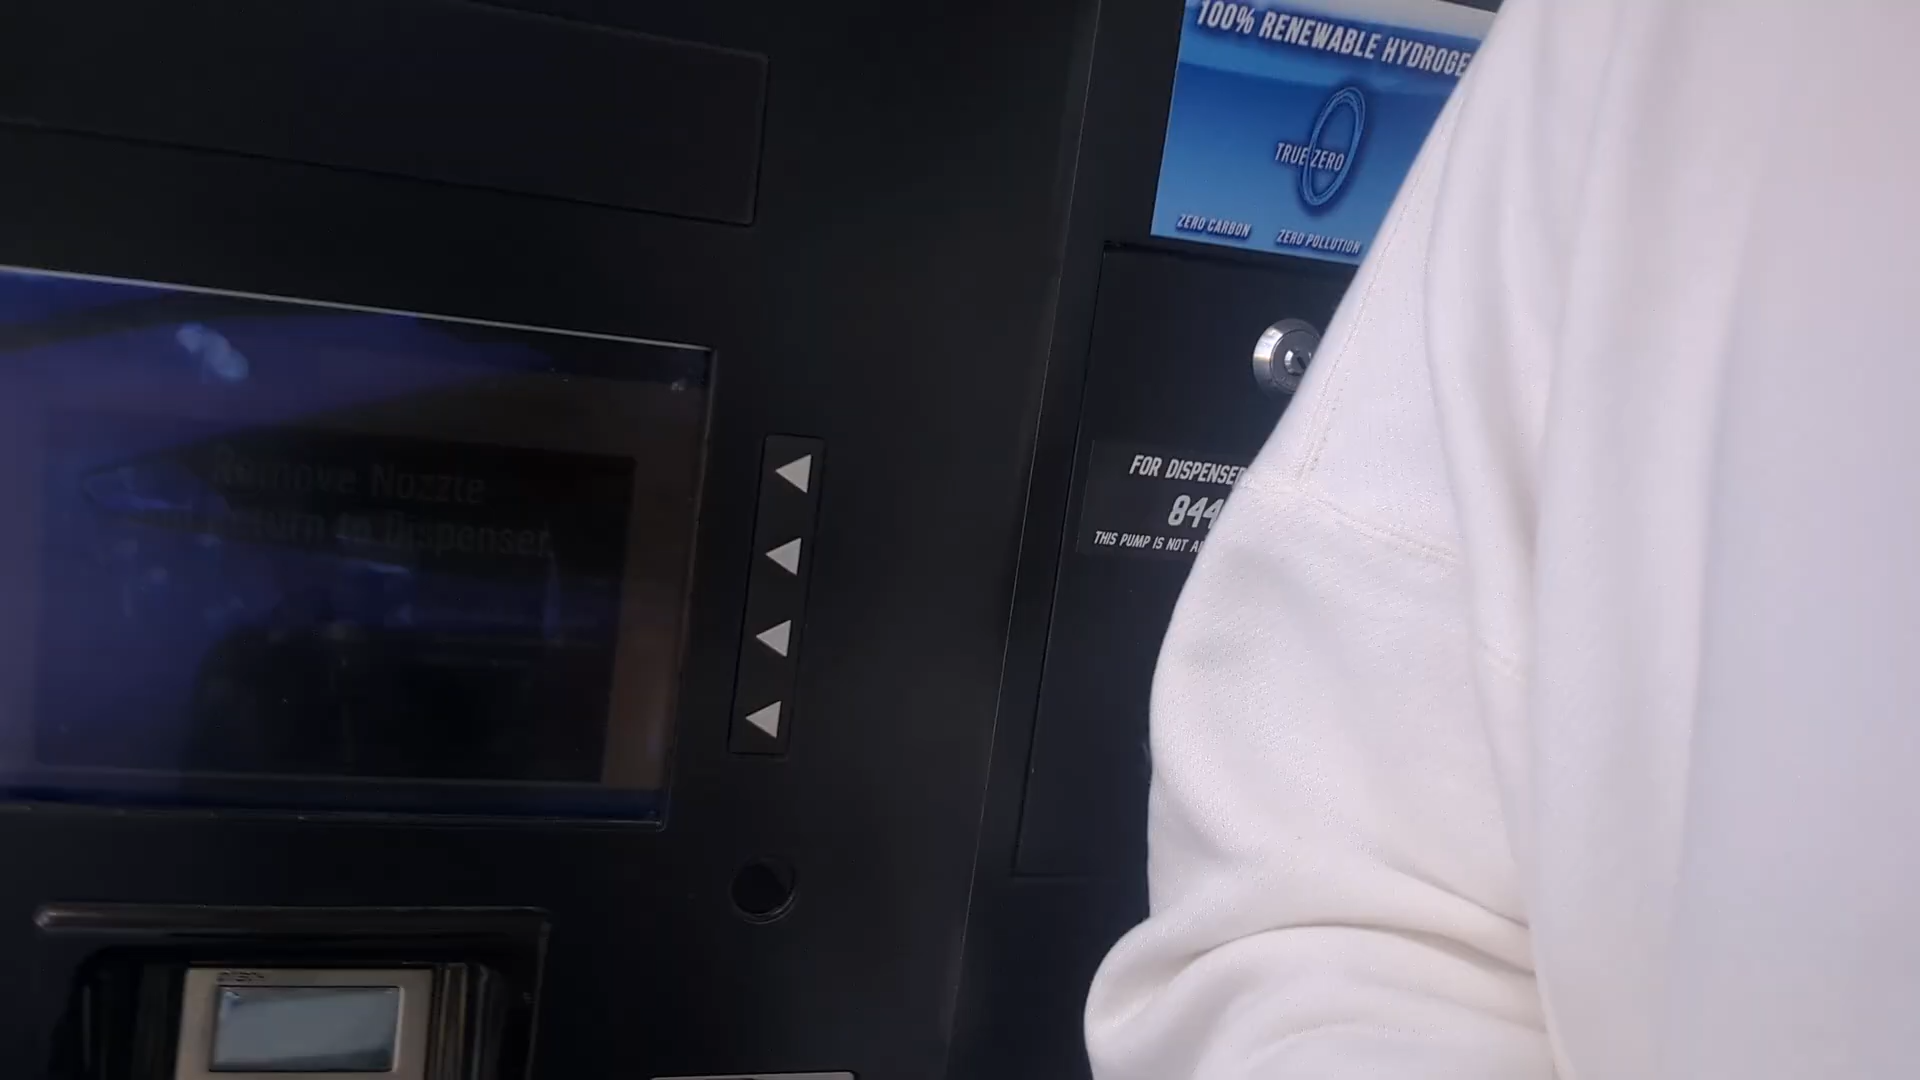 100% RENEWABLE HYDROGE
TRUE ZERO
ZERO CARBON
ZERO POLLUTION
Remove Nozzle
Return to Dispenser
FOR DISPENSER
844
THIS PUMP IS NOT